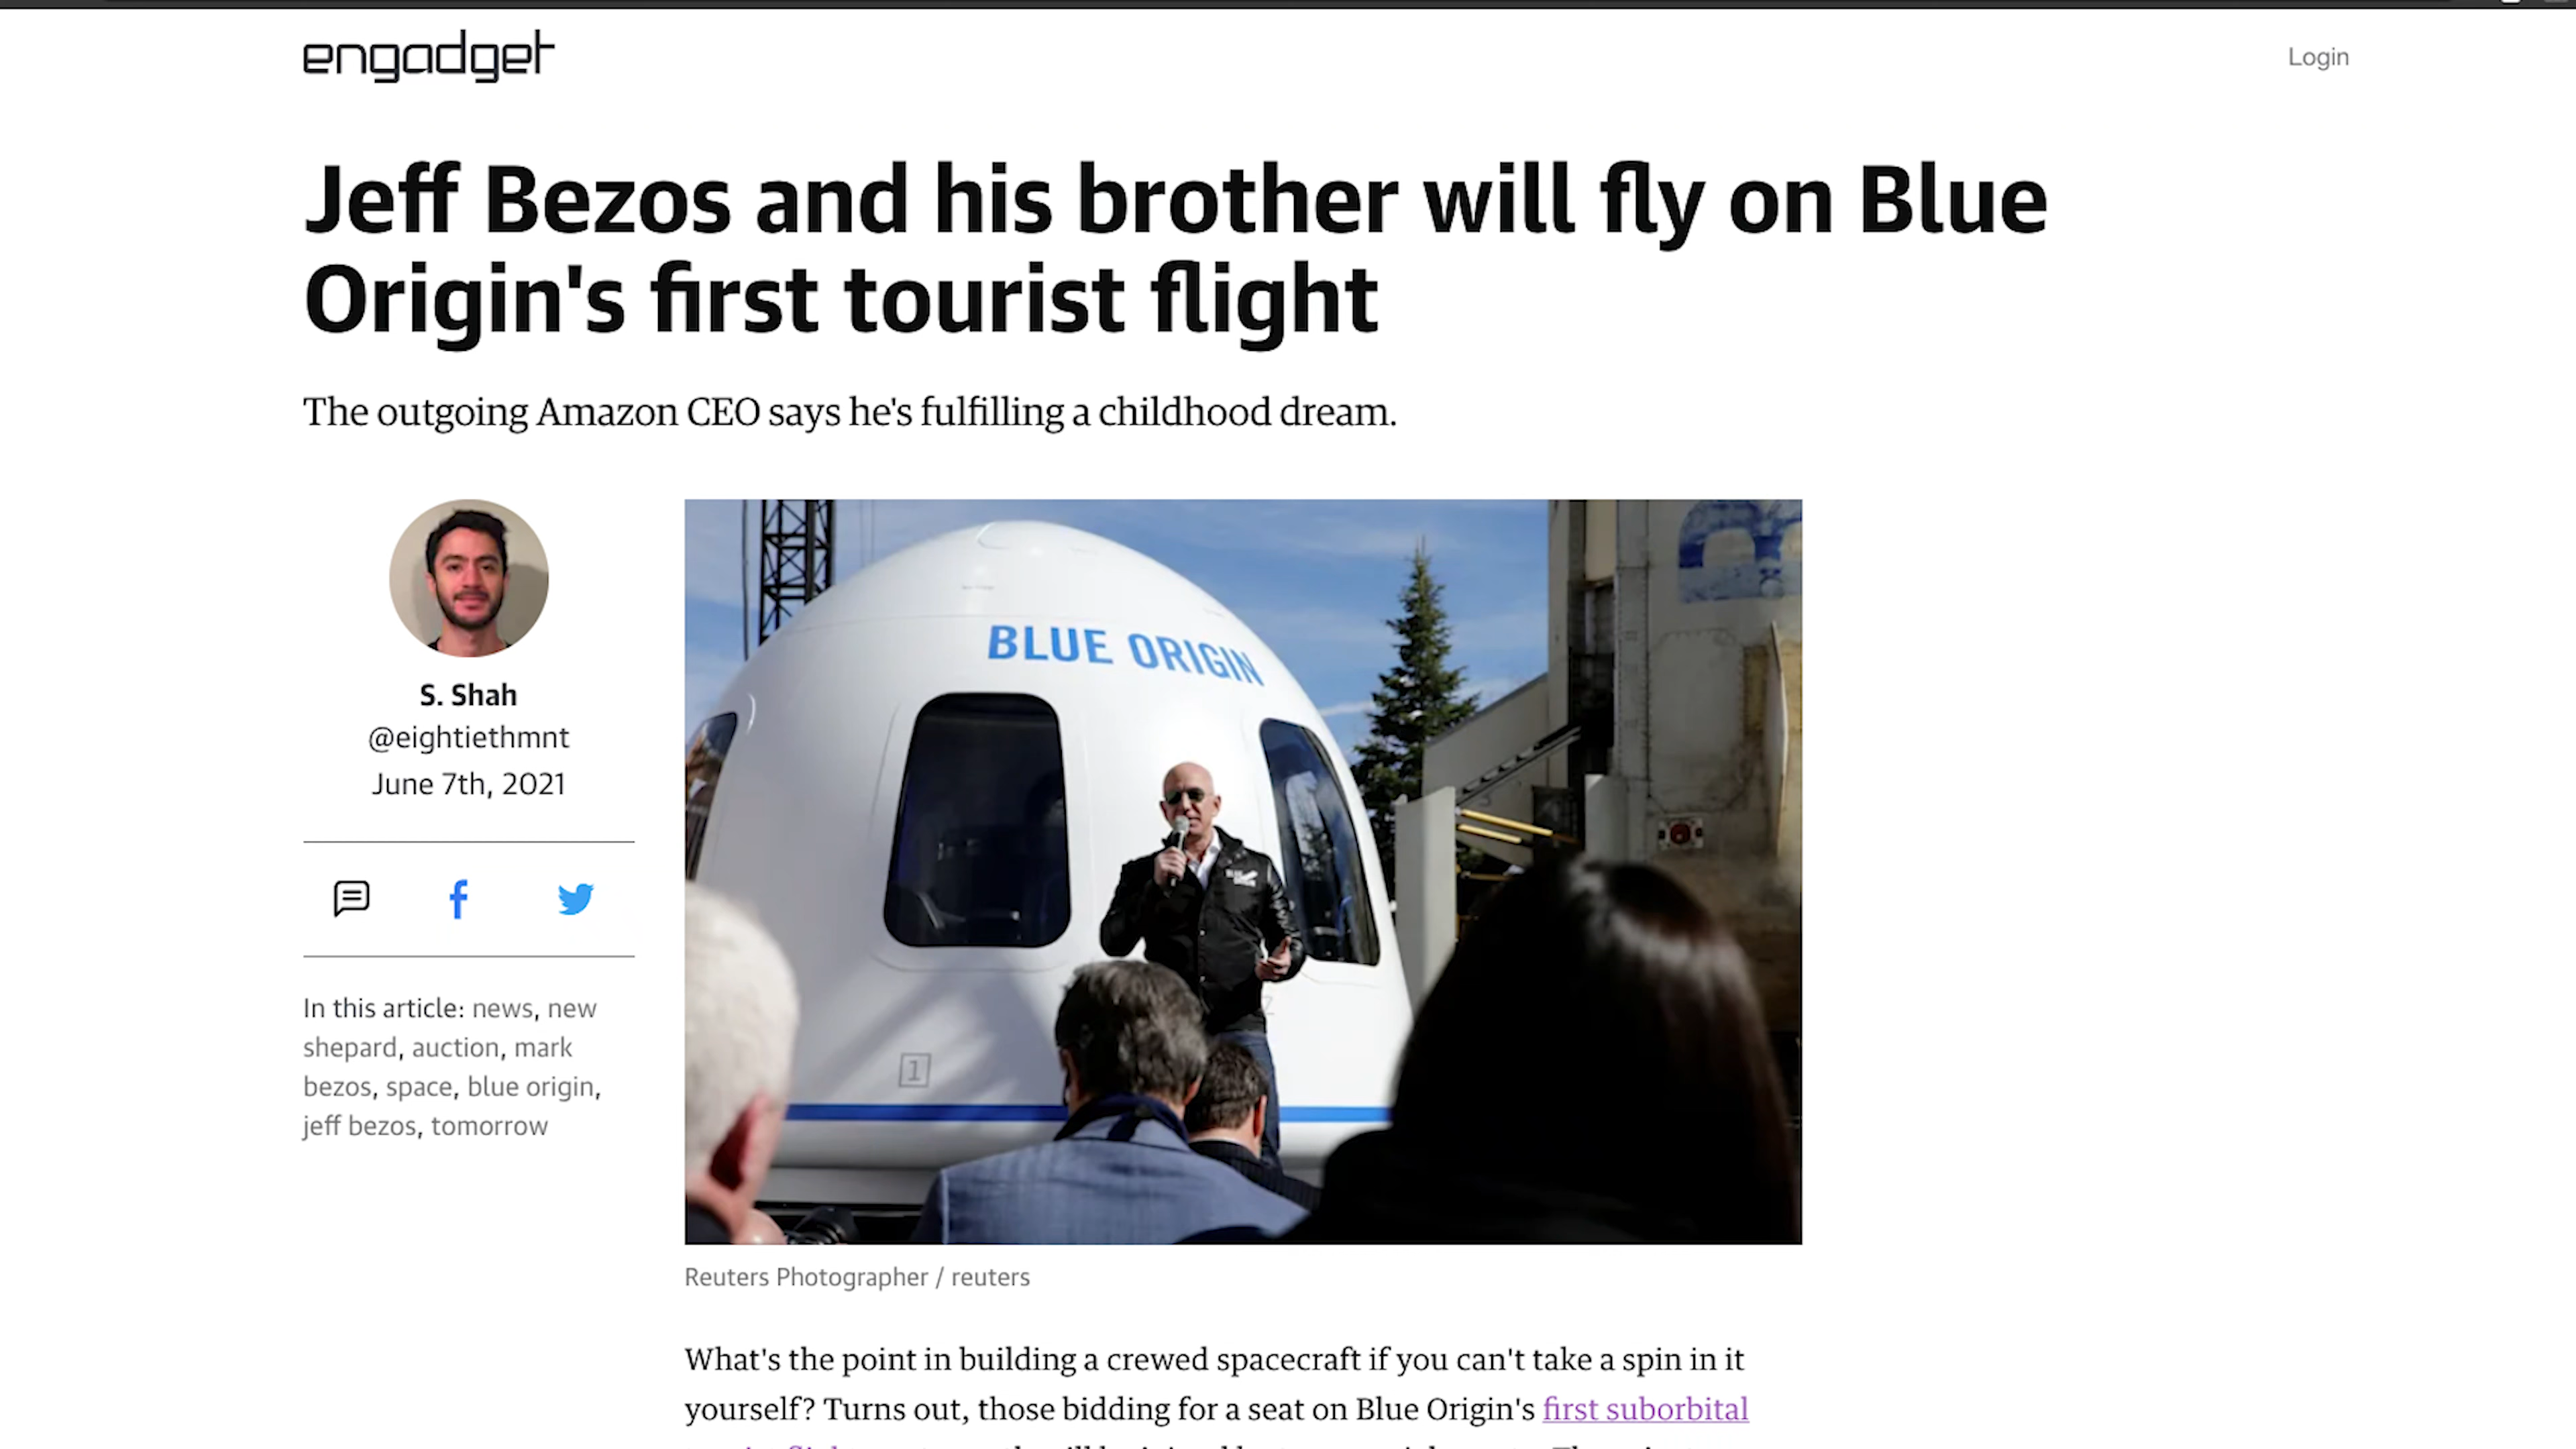 engadget
Login
Jeff Bezos and his brother will fly on Blue
Origin's first tourist flight
The outgoing Amazon CEO says he's fulfilling a childhood dream.
S. Shah
@eightiethmnt
June 7th, 2021
In this article: news, new
shepard, auction, mark
bezos, space, blue origin,
jeff bezos, tomorrow
BLUE ORIGIN
1
Reuters Photographer / reuters
What's the point in building a crewed spacecraft if you can't take a spin in it
yourself? Turns out, those bidding for a seat on Blue Origin's first suborbital